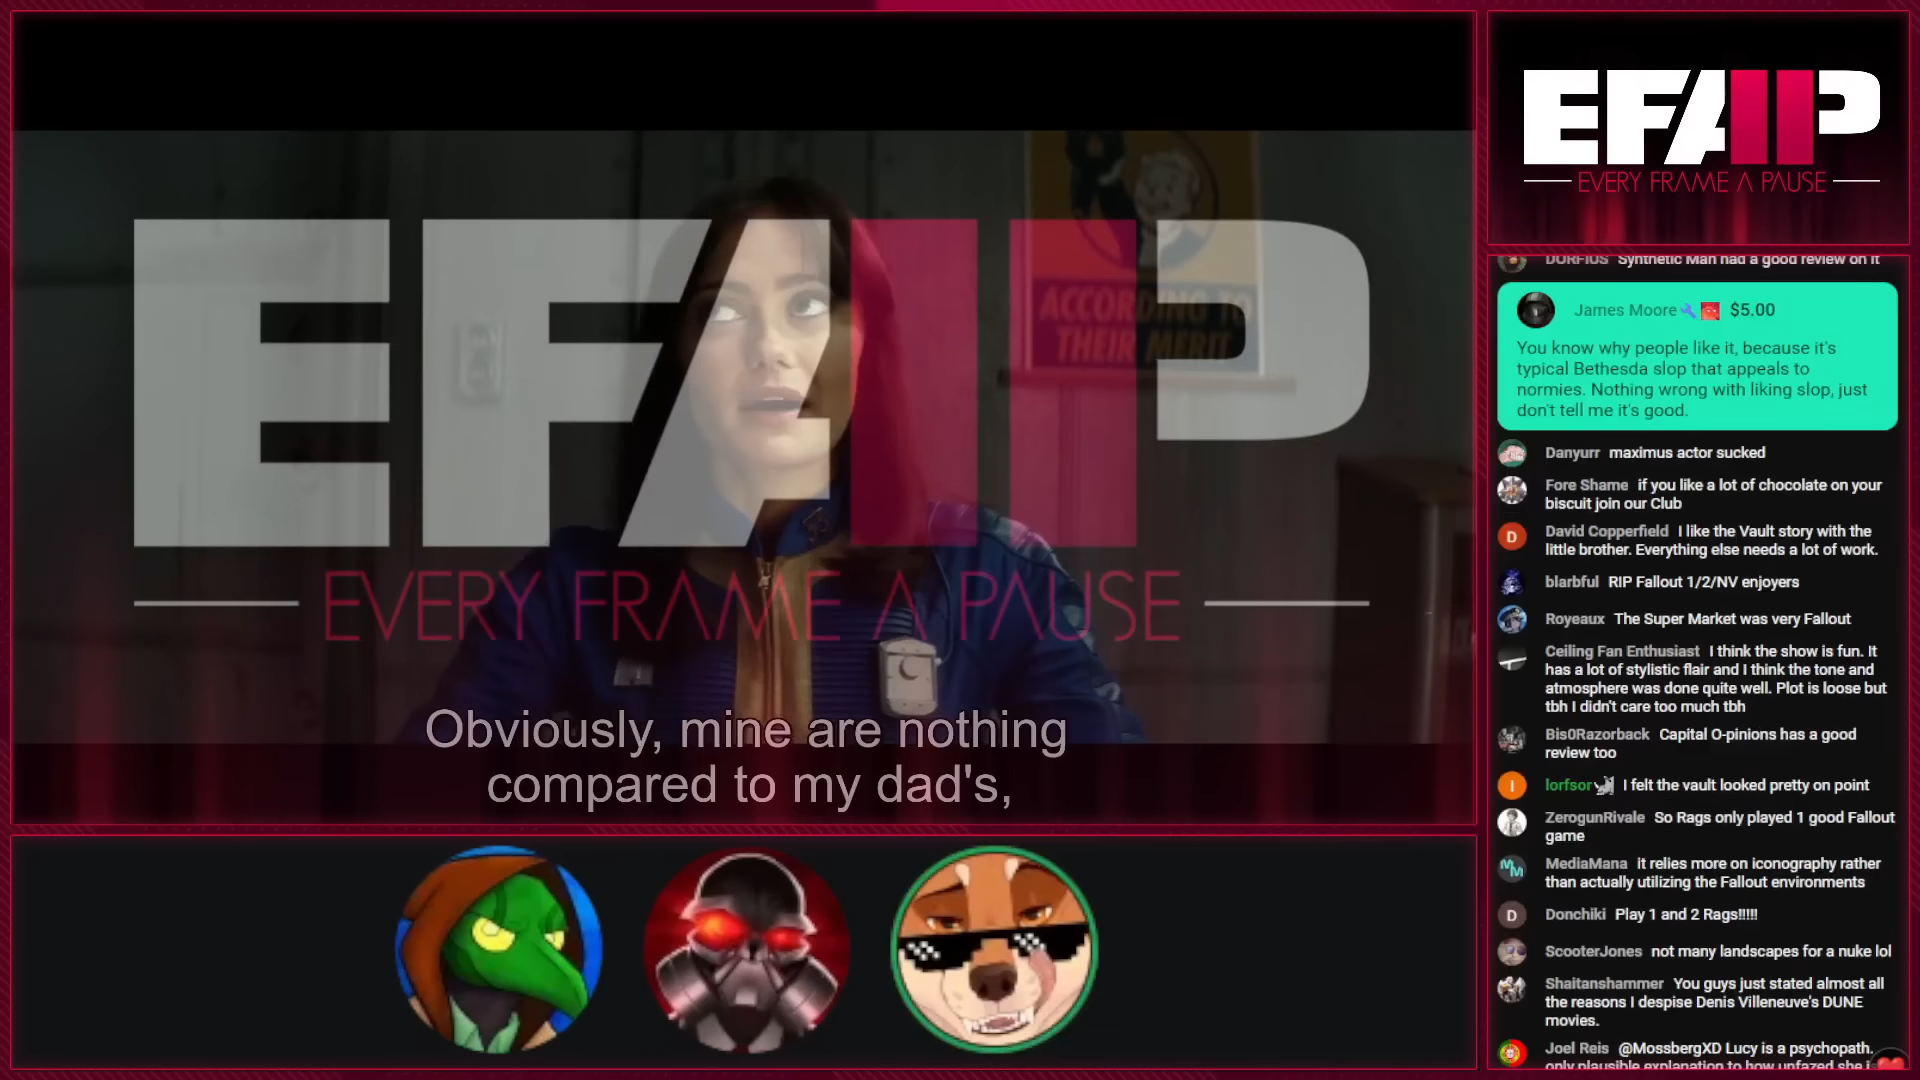 EFAP
EVERY FRAME A PAUSE
ACCORDING TO
THEIR MERIT
Obviously, mine are nothing
compared to my dad's,
EFAP
EVERY FRAME A PAUSE
DURFIUS Synthetic Man had a good review on it
James Moore $5.00
You know why people like it, because it's
typical Bethesda slop that appeals to
normies. Nothing wrong with liking slop, just
don't tell me it's good.
Danyurr maximus actor sucked
Fore Shame if you like a lot of chocolate on your
biscuit join our Club
D
David Copperfield I like the Vault story with the
little brother. Everything else needs a lot of work.
blarbful RIP Fallout 1/2/NV enjoyers
Royeaux The Super Market was very Fallout
Ceiling Fan Enthusiast I think the show is fun. It
has a lot of stylistic flair and I think the tone and
atmosphere was done quite well. Plot is loose but
tbh I didn't care too much tbh
Bis0Razorback Capital O-pinions has a good
review too
lorfsor I felt the vault looked pretty on point
ZerogunRivale So Rags only played 1 good Fallout
game
MediaMana it relies more on iconography rather
than actually utilizing the Fallout environments
D
Donchiki Play 1 and 2 Rags!!!!!
ScooterJones not many landscapes for a nuke lol
Shaitanshammer You guys just stated almost all
the reasons I despise Denis Villeneuve's DUNE
movies.
Joel Reis @MossbergXD Lucy is a psychopath.
only plausible explanation to how unfazed she